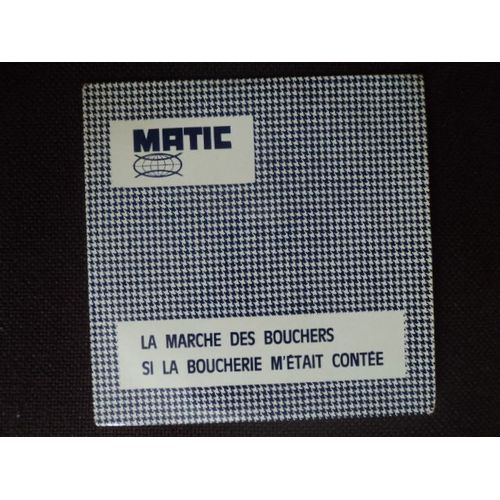 MATIC
LA MARCHE DES BOUCHERS
SI LA BOUCHERIE M'ÉTAIT CONTÉE